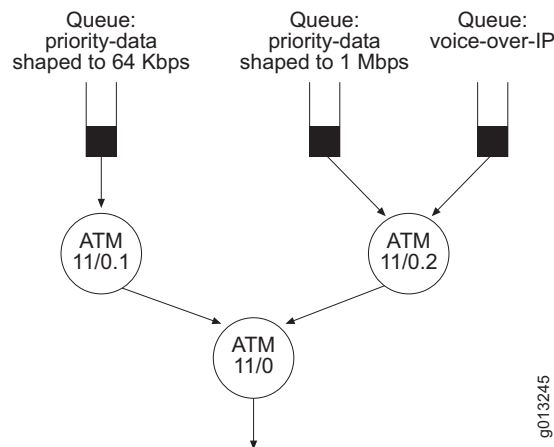 Queue:
priority-data
shaped to 64 Kbps
Queue:
priority-data
shaped to 1 Mbps
Queue:
voice-over-IP
ATM
11/0.1
ATM
11/0.2
ATM
11/0
g013245